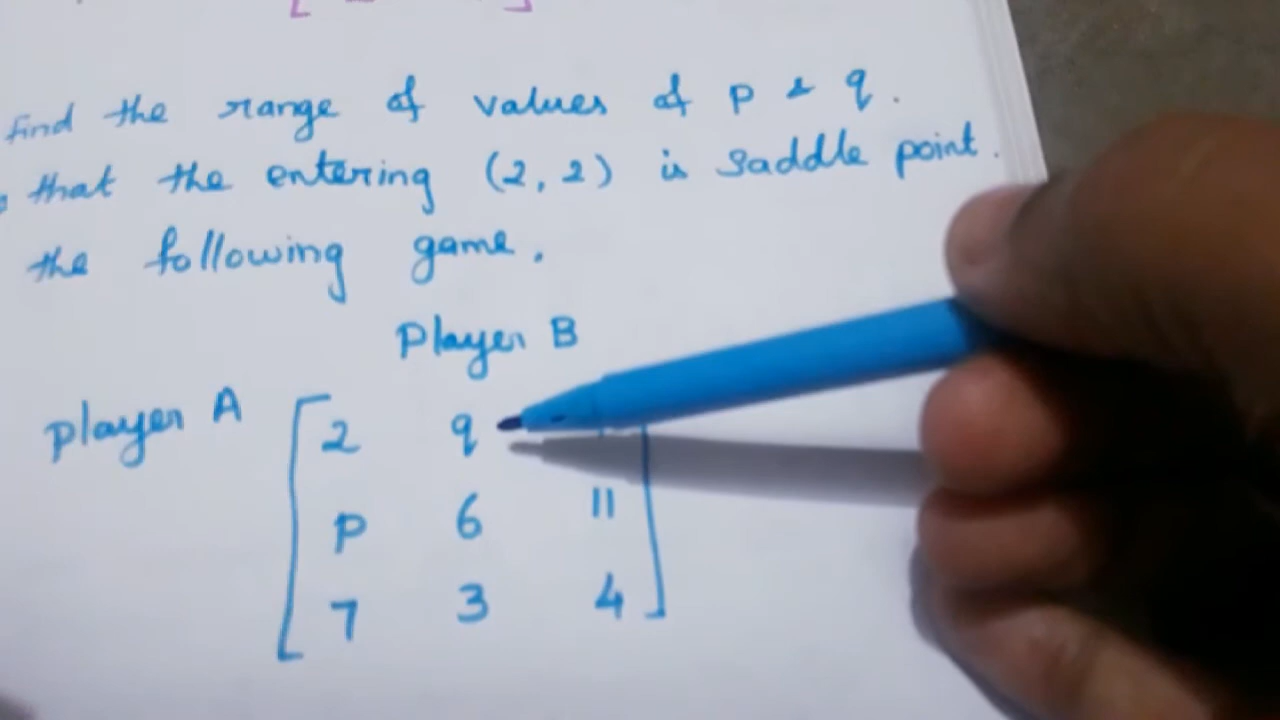 Find the range of values of p & q.
that the entering (2, 2) is saddle point.
the following game.
Player B
player A
2 q
p 6 11
7 3 4